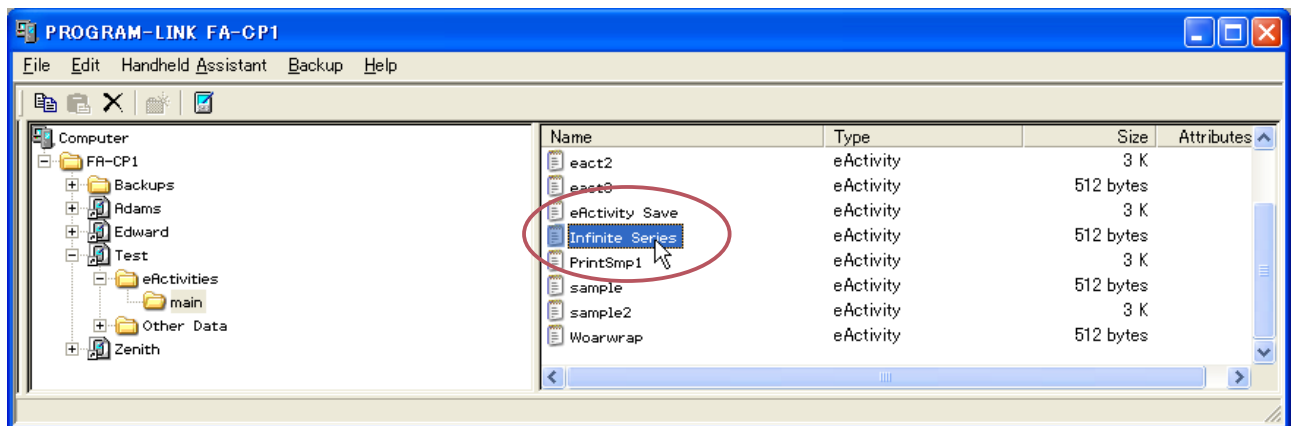 PROGRAM-LINK FA-CP1
File Edit Handheld Assistant Backup Help
Computer
FA-CP1
Backups
Adams
Edward
Test
eActivities
main
Other Data
Zenith
Name Type Size Attributes
eact2 eActivity 3 K
eact3 eActivity 512 bytes
eActivity Save eActivity 3 K
Infinite Series eActivity 512 bytes
PrintSmp1 eActivity 3 K
sample eActivity 512 bytes
sample2 eActivity 3 K
Woarwrap eActivity 512 bytes